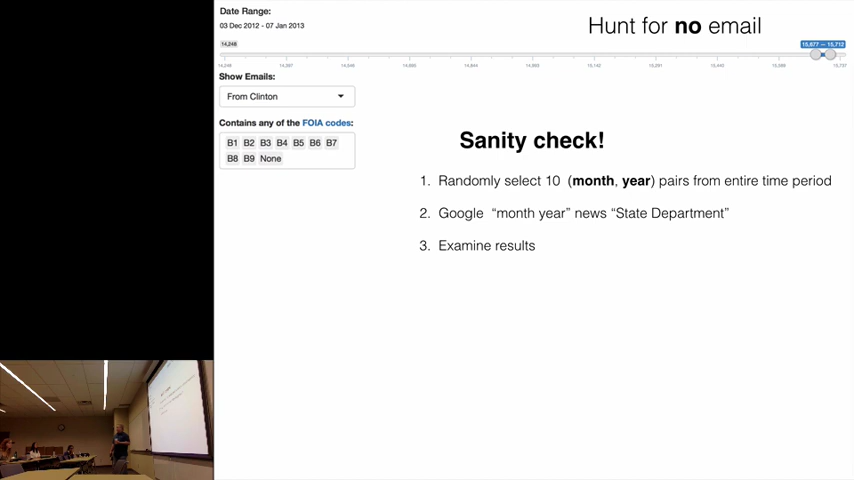 Date Range:
03 Dec 2012 - 07 Jan 2013
Hunt for no email
14,248
15,677 — 15,712
14,248 14,397 14,546 14,695 14,844 14,993 15,142 15,291 15,440 15,589 15,737
Show Emails:
From Clinton
Contains any of the FOIA codes:
B1 B2 B3 B4 B5 B6 B7
B8 B9 None
Sanity check!
1. Randomly select 10 (month, year) pairs from entire time period
2. Google “month year” news “State Department”
3. Examine results